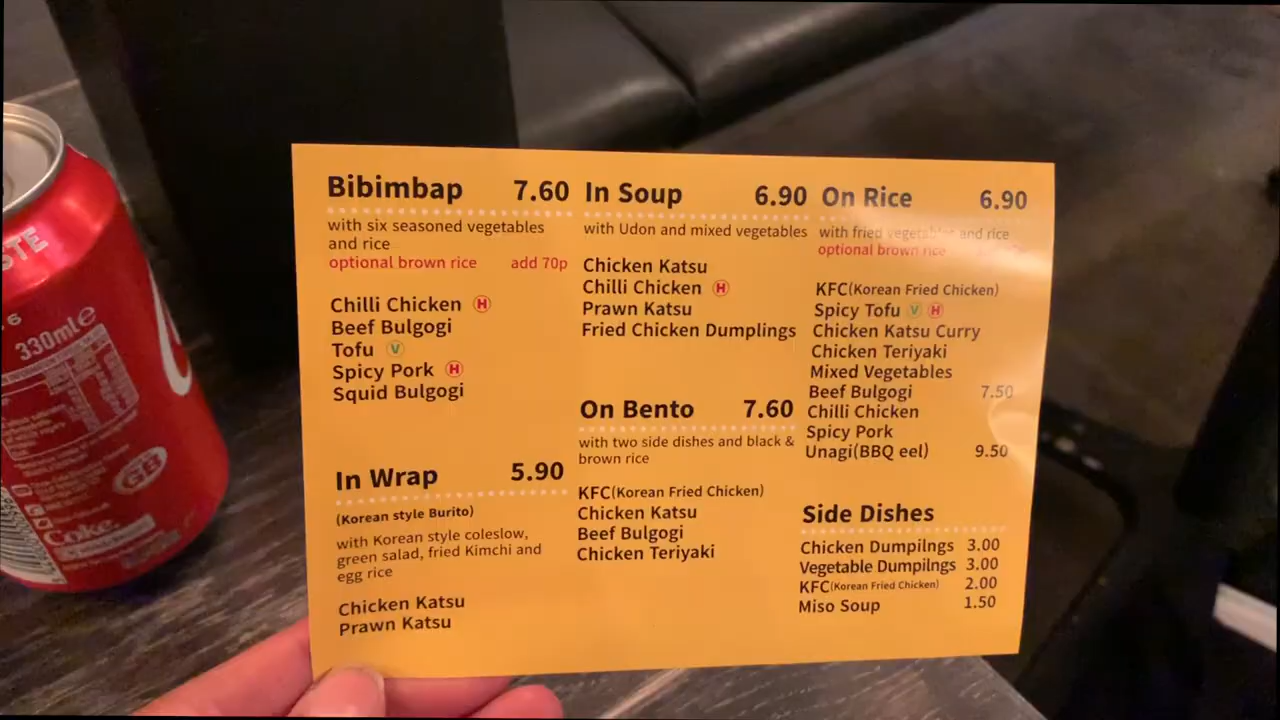 Bibimbap 7.60
with six seasoned vegetables
and rice
optional brown rice add 70p
Chilli Chicken H
Beef Bulgogi
Tofu V
Spicy Pork H
Squid Bulgogi
In Wrap 5.90
(Korean style Burito)
with Korean style coleslow,
green salad, fried Kimchi and
egg rice
Chicken Katsu
Prawn Katsu
In Soup 6.90
with Udon and mixed vegetables
Chicken Katsu
Chilli Chicken H
Prawn Katsu
Fried Chicken Dumplings
On Bento 7.60
with two side dishes and black &
brown rice
KFC(Korean Fried Chicken)
Chicken Katsu
Beef Bulgogi
Chicken Teriyaki
On Rice 6.90
with fried vegetables and rice
optional brown rice
KFC(Korean Fried Chicken)
Spicy Tofu V H
Chicken Katsu Curry
Chicken Teriyaki
Mixed Vegetables
Beef Bulgogi 7.50
Chilli Chicken
Spicy Pork
Unagi(BBQ eel) 9.50
Side Dishes
Chicken Dumpilngs 3.00
Vegetable Dumpilngs 3.00
KFC(Korean Fried Chicken) 2.00
Miso Soup 1.50
330ml e
GB
Coke